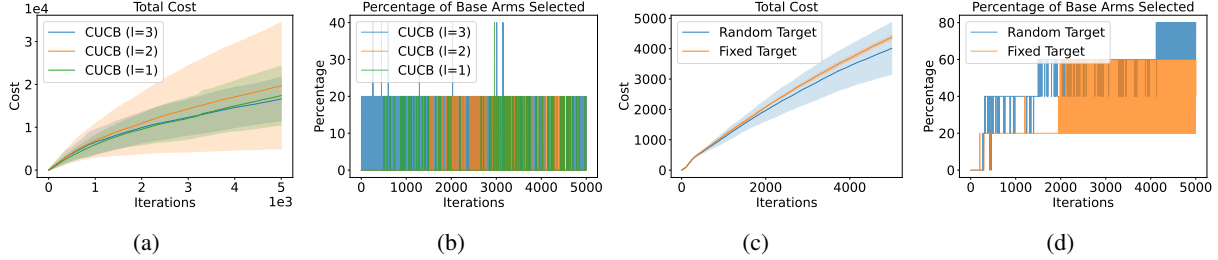 Total Cost
1e4
3
2
1
0
Cost
CUCB (l=3)
CUCB (l=2)
CUCB (l=1)
0 1 2 3 4 5
1e3
Iterations
(a)
Percentage of Base Arms Selected
40
30
20
10
0
Percentage
CUCB (l=3)
CUCB (l=2)
CUCB (l=1)
0 1000 2000 3000 4000 5000
Iterations
(b)
Total Cost
5000
4000
3000
2000
1000
0
Cost
Random Target
Fixed Target
0 2000 4000
Iterations
(c)
Percentage of Base Arms Selected
80
60
40
20
0
Percentage
Random Target
Fixed Target
0 1000 2000 3000 4000 5000
Iterations
(d)